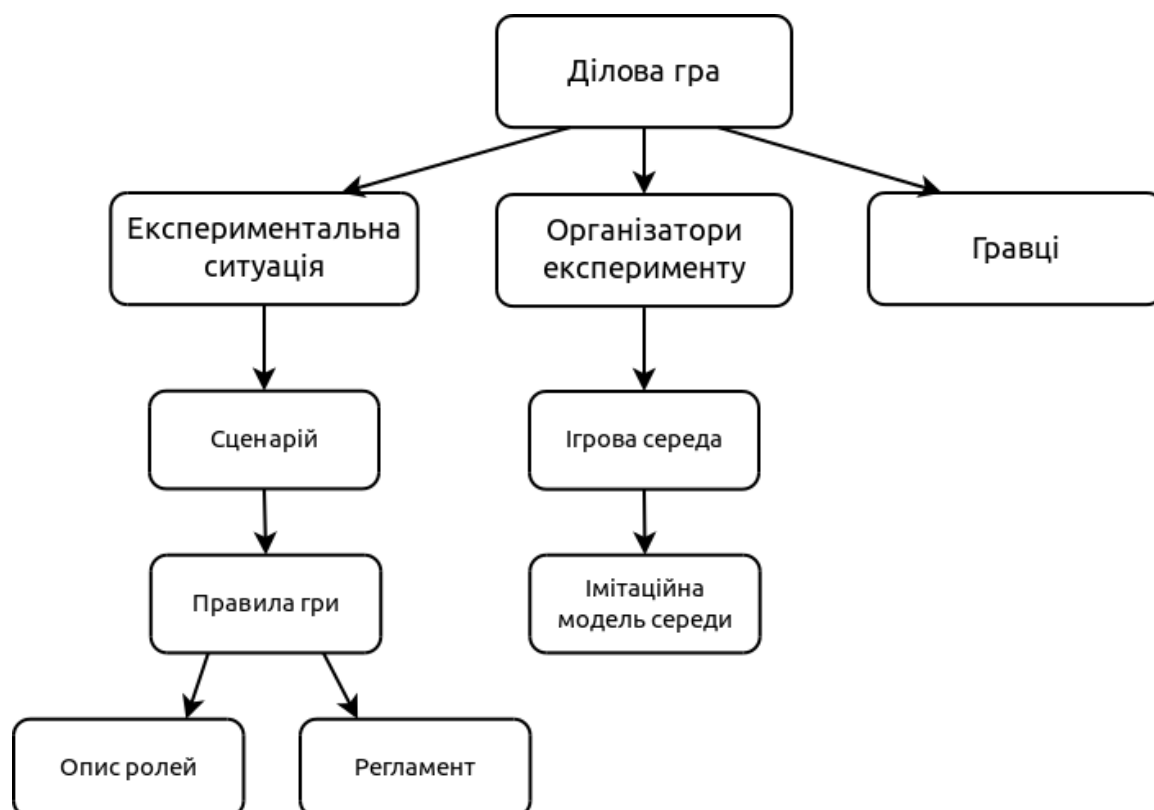 Ділова гра
Експериментальна
ситуація
Організатори
експерименту
Гравці
Сценарій
Ігрова середа
Правила гри
Імітаційна
модель середи
Опис ролей
Регламент